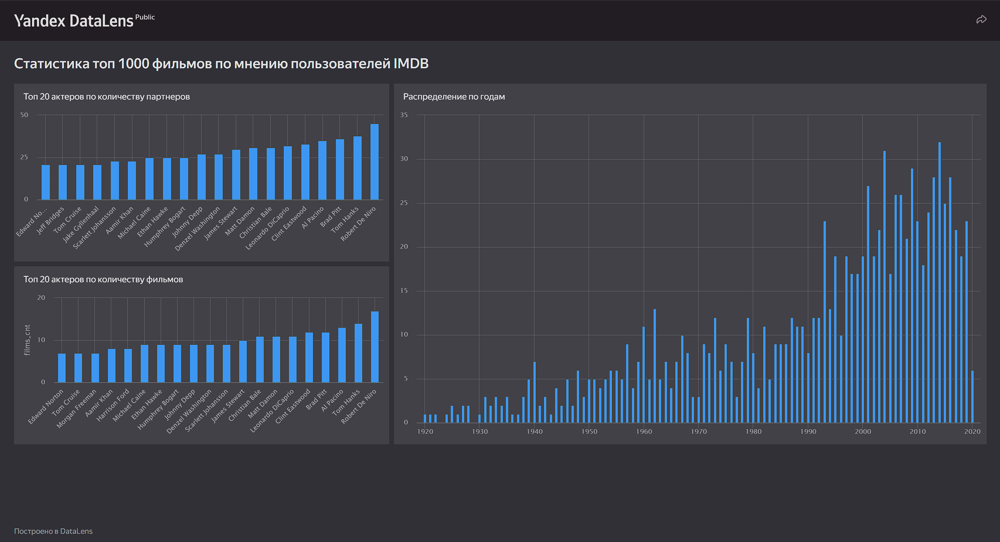 Yandex DataLens Public
Статистика топ 1000 фильмов по мнению пользователей IMDB
Топ 20 актеров по количеству партнеров
50
25
0
Edward No...
Jeff Bridges
Tom Cruise
Jake Gyllenhaal
Scarlett Johansson
Aamir Khan
Michael Caine
Ethan Hawke
Humphrey Bogart
Johnny Depp
Denzel Washington
James Stewart
Matt Damon
Christian Bale
Leonardo DiCaprio
Clint Eastwood
Al Pacino
Brad Pitt
Tom Hanks
Robert De Niro
Топ 20 актеров по количеству фильмов
films_cnt
20
10
0
Edward Norton
Tom Cruise
Morgan Freeman
Aamir Khan
Harrison Ford
Michael Caine
Ethan Hawke
Humphrey Bogart
Johnny Depp
Denzel Washington
Scarlett Johansson
James Stewart
Christian Bale
Matt Damon
Leonardo DiCaprio
Clint Eastwood
Brad Pitt
Al Pacino
Tom Hanks
Robert De Niro
Распределение по годам
35
30
25
20
15
10
5
0
1920 1930 1940 1950 1960 1970 1980 1990 2000 2010 2020
Построено в DataLens